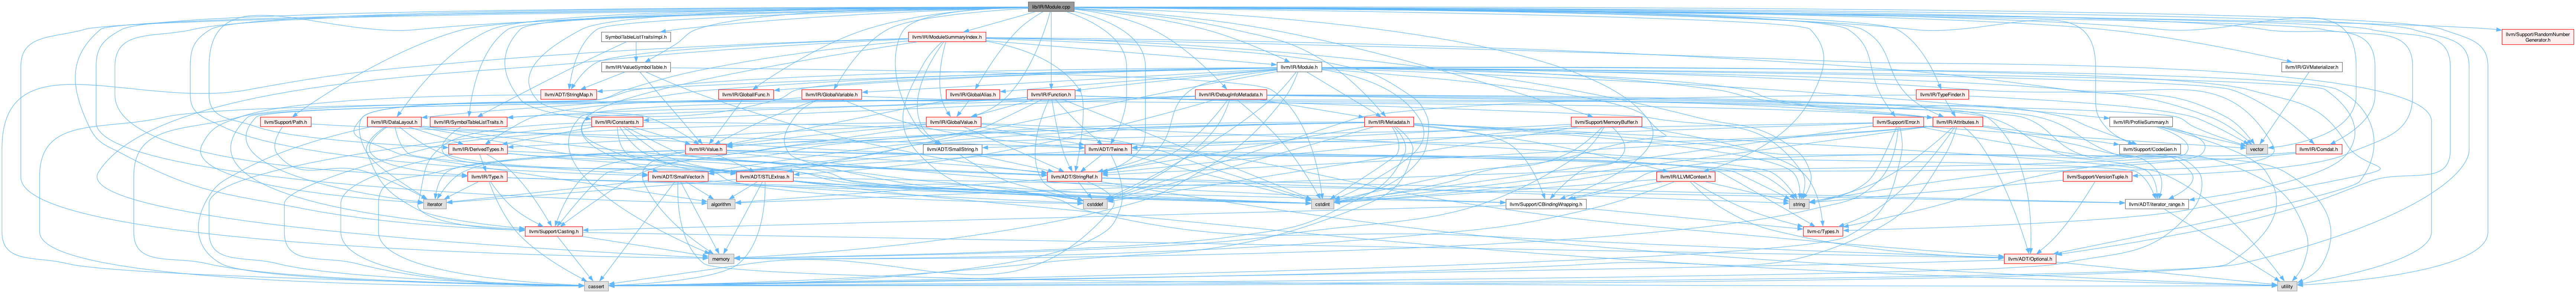 lib/IR/Module.cpp
llvm/Support/RandomNumber
Generator.h
SymbolTableListTraitsImpl.h
llvm/IR/ModuleSummaryIndex.h
llvm/IR/ValueSymbolTable.h
llvm/IR/Module.h
llvm/IR/GVMaterializer.h
llvm/ADT/StringMap.h
llvm/IR/GlobalIFunc.h
llvm/IR/GlobalVariable.h
llvm/IR/GlobalAlias.h
llvm/IR/Function.h
llvm/IR/DebugInfoMetadata.h
llvm/IR/TypeFinder.h
llvm/Support/Path.h
llvm/IR/DataLayout.h
llvm/IR/SymbolTableListTraits.h
llvm/IR/Constants.h
llvm/IR/GlobalValue.h
llvm/IR/Metadata.h
llvm/Support/MemoryBuffer.h
llvm/Support/Error.h
llvm/IR/Attributes.h
llvm/IR/ProfileSummary.h
llvm/IR/DerivedTypes.h
llvm/IR/Value.h
llvm/ADT/SmallString.h
llvm/ADT/Twine.h
llvm/Support/CodeGen.h
vector
llvm/IR/Comdat.h
llvm/IR/Type.h
llvm/ADT/SmallVector.h
llvm/ADT/STLExtras.h
llvm/ADT/StringRef.h
llvm/IR/LLVMContext.h
llvm/Support/VersionTuple.h
iterator
algorithm
cstddef
cstdint
llvm/Support/CBindingWrapping.h
string
llvm/ADT/iterator_range.h
llvm/Support/Casting.h
llvm-c/Types.h
memory
llvm/ADT/Optional.h
cassert
utility